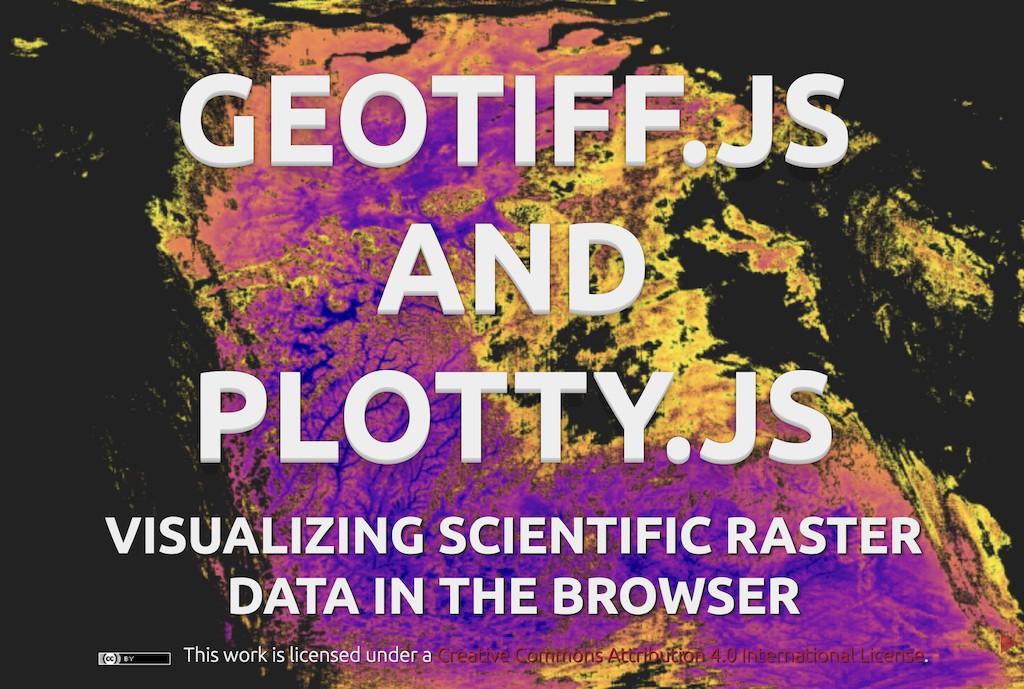 GEOTIFF.JS
AND
PLOTTY.JS
VISUALIZING SCIENTIFIC RASTER
DATA IN THE BROWSER
cc BY This work is licensed under a Creative Commons Attribution 4.0 International License.